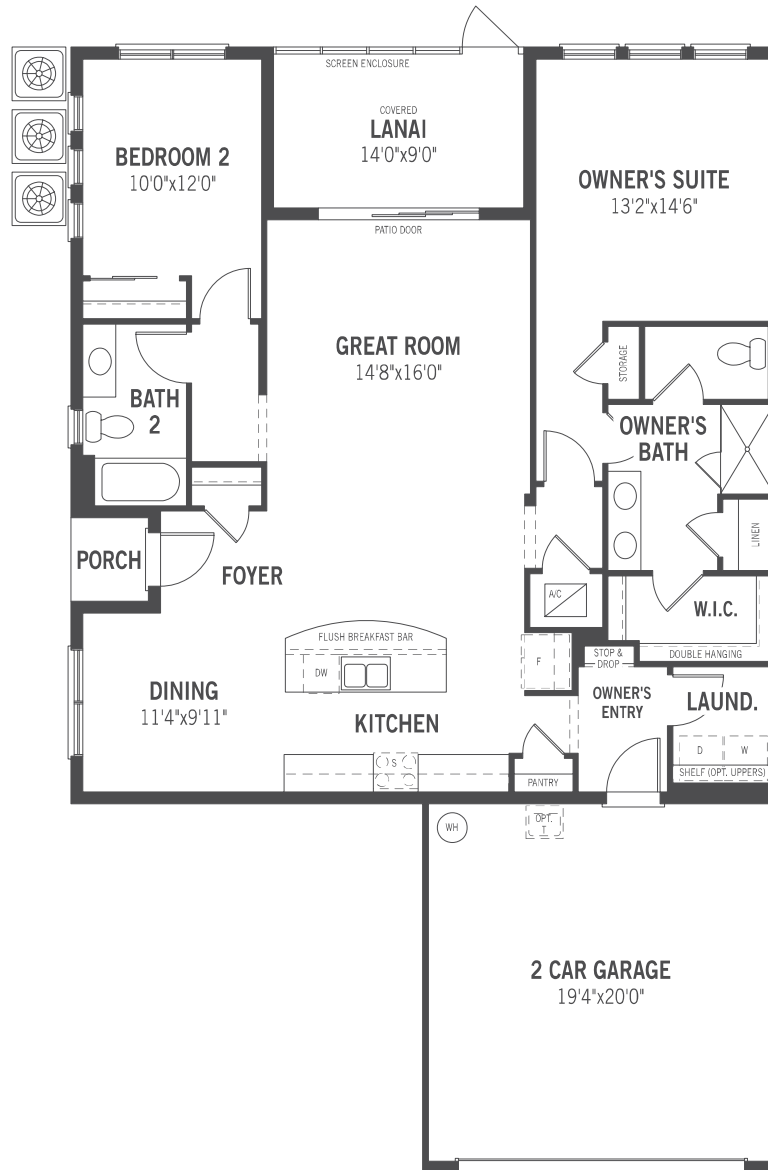 SCREEN ENCLOSURE
COVERED
LANAI
14'0"x9'0"
BEDROOM 2
10'0"x12'0"
OWNER'S SUITE
13'2"x14'6"
PATIO DOOR
GREAT ROOM
14'8"x16'0"
STORAGE
BATH
2
OWNER'S
BATH
LINEN
PORCH
FOYER
A/C
W.I.C.
FLUSH BREAKFAST BAR
DW
F
STOP &
DROP
DOUBLE HANGING
DINING
11'4"x9'11"
KITCHEN
OWNER'S
ENTRY
LAUND.
D
W
S
SHELF (OPT. UPPERS)
PANTRY
WH
OPT.
T
2 CAR GARAGE
19'4"x20'0"